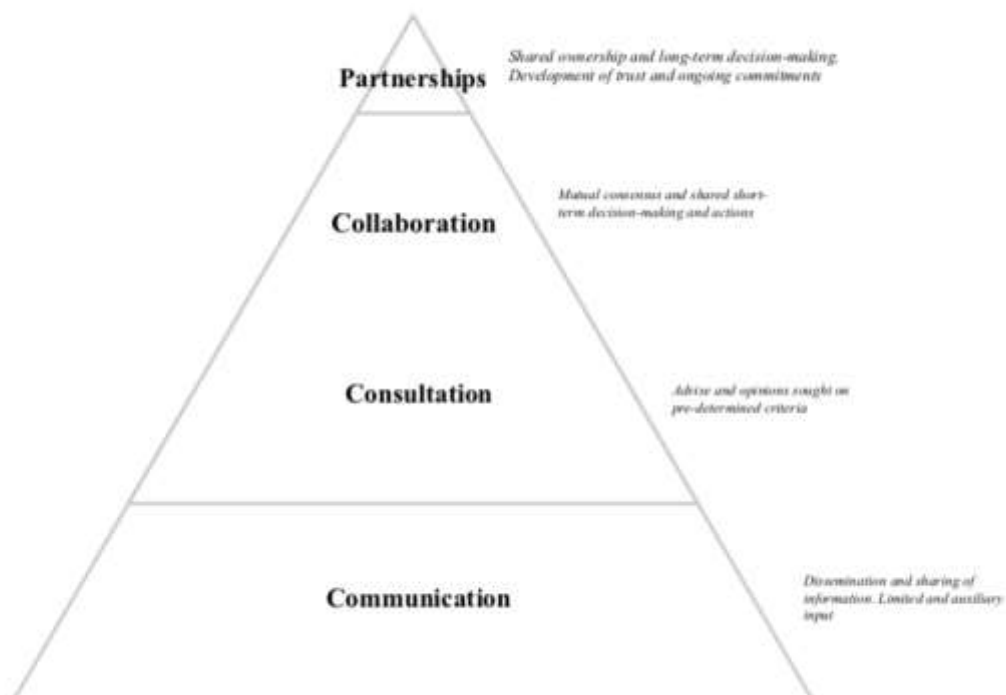 Partnerships
Shared ownership and long-term decision-making.
Development of trust and ongoing commitments
Collaboration
Mutual consensus and shared short-
term decision-making and actions
Consultation
Advise and opinions sought on
pre-determined criteria
Communication
Dissemination and sharing of
information. Limited and auxiliary
input